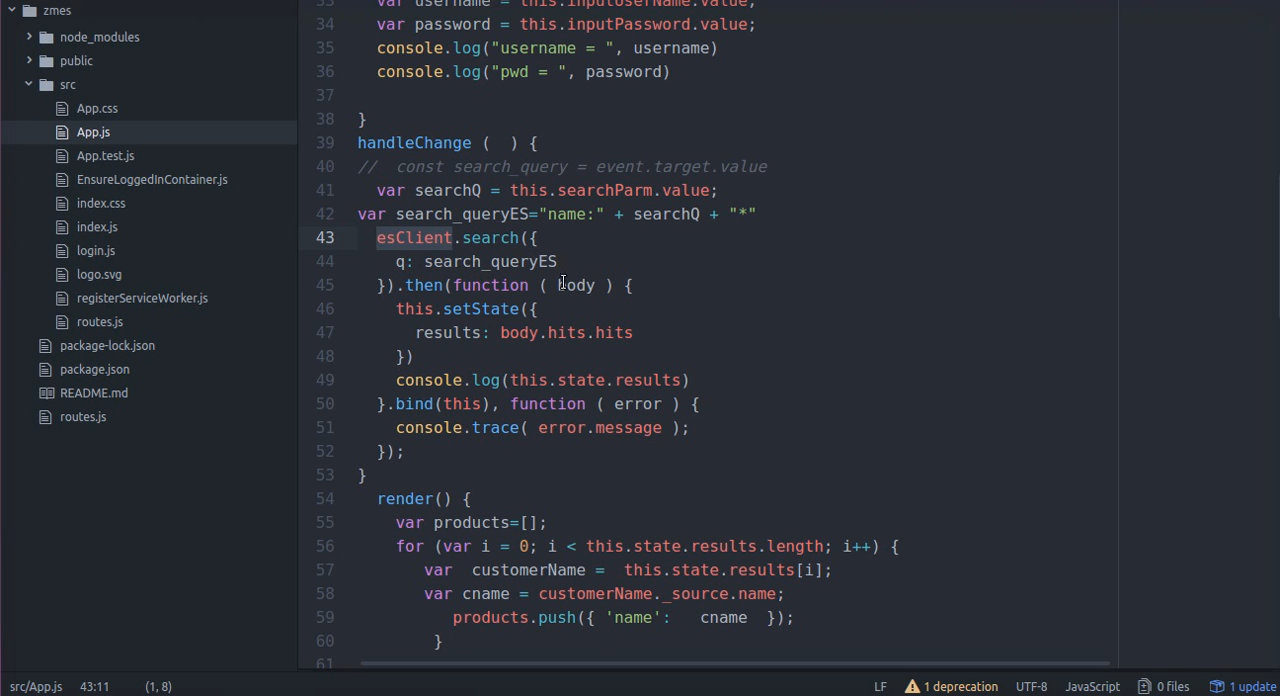 zmes
node_modules
public
src
App.css
App.js
App.test.js
EnsureLoggedInContainer.js
index.css
index.js
login.js
logo.svg
registerServiceWorker.js
routes.js
package-lock.json
package.json
README.md
routes.js
33 var username = this.inputUserName.value;
34 var password = this.inputPassword.value;
35 console.log("username = ", username)
36 console.log("pwd = ", password)
37
38 }
39 handleChange (  ) {
40 //  const search_query = event.target.value
41 var searchQ = this.searchParm.value;
42 var search_queryES="name:" + searchQ + "*"
43 esClient.search({
44 q: search_queryES
45 }).then(function ( body ) {
46 this.setState({
47 results: body.hits.hits
48 })
49 console.log(this.state.results)
50 }.bind(this), function ( error ) {
51 console.trace( error.message );
52 });
53 }
54 render() {
55 var products=[];
56 for (var i = 0; i < this.state.results.length; i++) {
57 var  customerName =  this.state.results[i];
58 var cname = customerName._source.name;
59 products.push({ 'name':   cname  });
60 }
61
src/App.js 43:11 (1, 8) LF 1 deprecation UTF-8 JavaScript 0 files 1 update